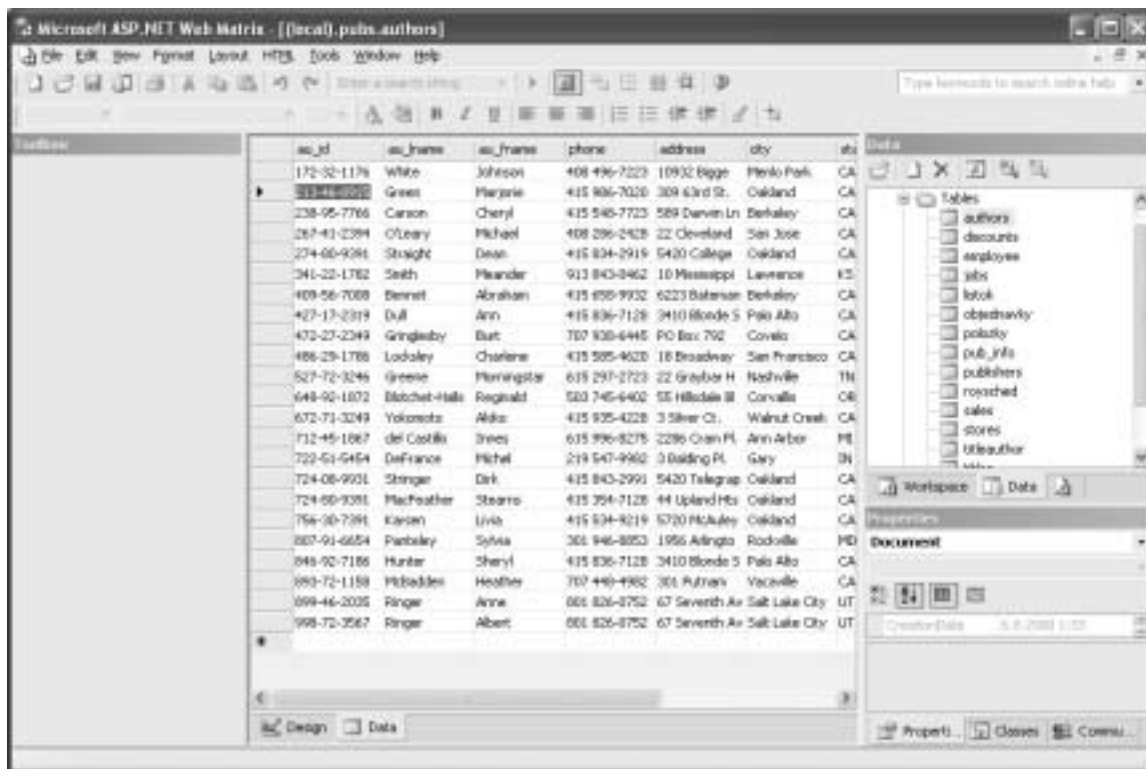 Microsoft ASP.NET Web Matrix - [(local).pubs.authors]
File Edit View Format Layout HTML Tools Window Help
Enter a search string
Type keywords to search online help
Toolbox
au_id au_lname au_fname phone address city
172-32-1176 White Johnson 408 496-7223 10932 Bigge Menlo Park CA
Green Marjorie 415 986-7020 309 63rd St. Oakland CA
238-95-7766 Carson Cheryl 415 548-7723 589 Darwin Ln Berkeley CA
267-41-2394 O'Leary Michael 408 286-2428 22 Cleveland San Jose CA
274-80-9391 Straight Dean 415 834-2919 5420 College Oakland CA
341-22-1782 Smith Meander 913 843-0462 10 Mississippi Lawrence KS
409-56-7008 Bennet Abraham 415 658-9932 6223 Bateman Berkeley CA
427-17-2319 Dull Ann 415 836-7128 3410 Blonde S Palo Alto CA
472-27-2349 Gringlesby Burt 707 938-6445 PO Box 792 Covelo CA
486-29-1786 Locksley Charlene 415 585-4620 18 Broadway San Francisco CA
527-72-3246 Greene Morningstar 615 297-2723 22 Graybar H Nashville TN
648-92-1872 Blotchet-Halls Reginald 503 745-6402 55 Hillsdale Bl Corvallis OR
672-71-3249 Yokomoto Akiko 415 935-4228 3 Silver Ct. Walnut Creek CA
712-45-1867 del Castillo Innes 615 996-8275 2286 Cram Pl. Ann Arbor MI
722-51-5454 DeFrance Michel 219 547-9982 3 Balding Pl. Gary IN
724-08-9931 Stringer Dirk 415 843-2991 5420 Telegrap Oakland CA
724-80-9391 MacFeather Stearns 415 354-7128 44 Upland Hts Oakland CA
756-30-7391 Karsen Livia 415 534-9219 5720 McAuley Oakland CA
807-91-6654 Panteley Sylvia 301 946-8853 1956 Arlingto Rockville MD
846-92-7186 Hunter Sheryl 415 836-7128 3410 Blonde S Palo Alto CA
893-72-1158 McBadden Heather 707 448-4982 301 Putnam Vacaville CA
899-46-2035 Ringer Anne 801 826-0752 67 Seventh Av Salt Lake City UT
998-72-3567 Ringer Albert 801 826-0752 67 Seventh Av Salt Lake City UT
Design Data
Data
Tables
authors
discounts
employee
jobs
listok
objednavky
polozky
pub_info
publishers
roysched
sales
stores
titleauthor
Workspace Data
Properties
Document
CreationDate
Properti... Classes Commu...